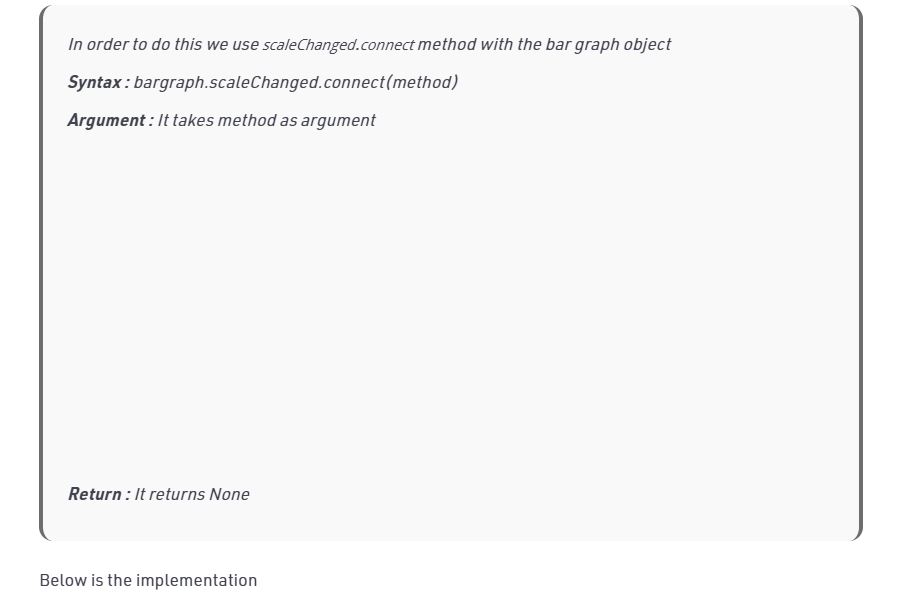 In order to do this we use scaleChanged.connect method with the bar graph object
Syntax : bargraph.scaleChanged.connect(method)
Argument : It takes method as argument
Return : It returns None
Below is the implementation